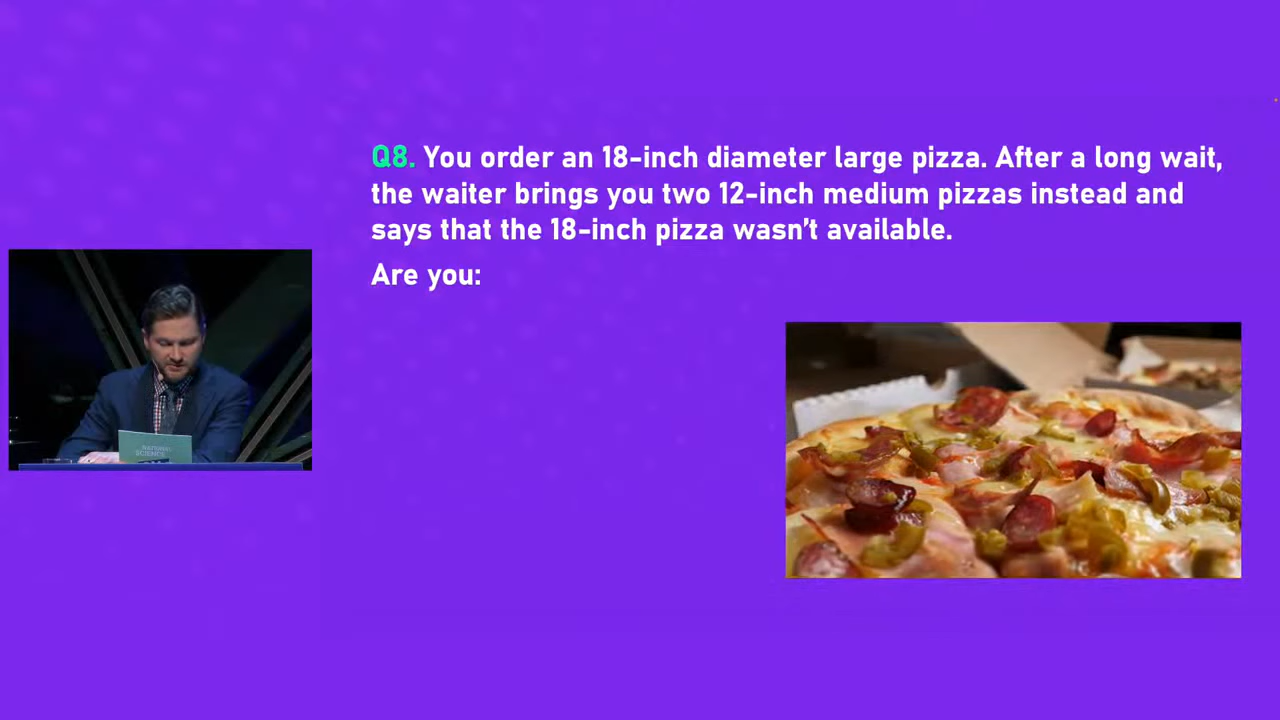 Q8. You order an 18-inch diameter large pizza. After a long wait,
the waiter brings you two 12-inch medium pizzas instead and
says that the 18-inch pizza wasn't available.
Are you:
SCIENCE